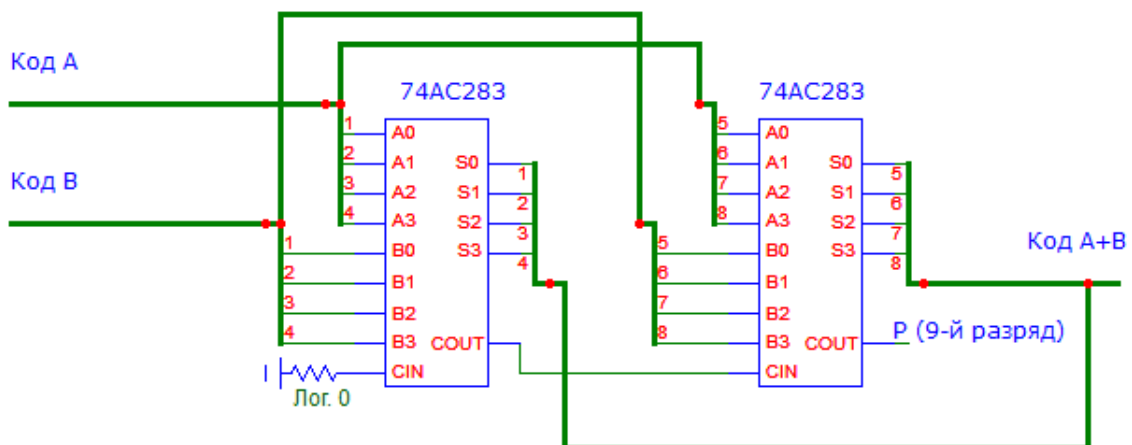 Код А
Код В
74AC283
1 A0
2 A1
3 A2
4 A3
1 B0
2 B1
3 B2
4 B3
CIN
S0 1
S1 2
S2 3
S3 4
COUT
Лог. 0
74AC283
5 A0
6 A1
7 A2
8 A3
5 B0
6 B1
7 B2
8 B3
CIN
S0 5
S1 6
S2 7
S3 8
COUT
Код А+В
Р (9-й разряд)